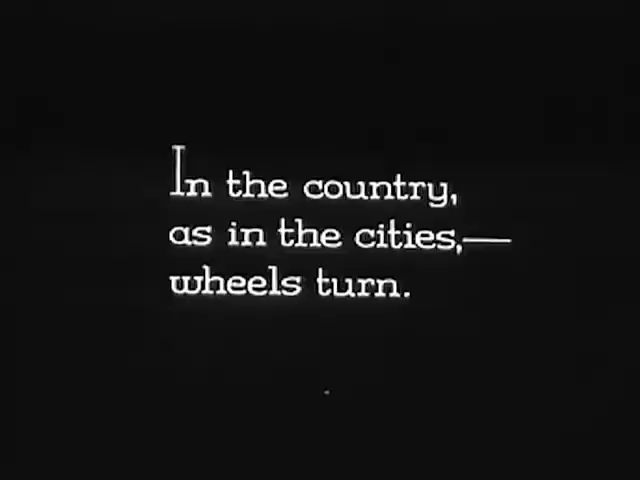 In the country,
as in the cities,—
wheels turn.